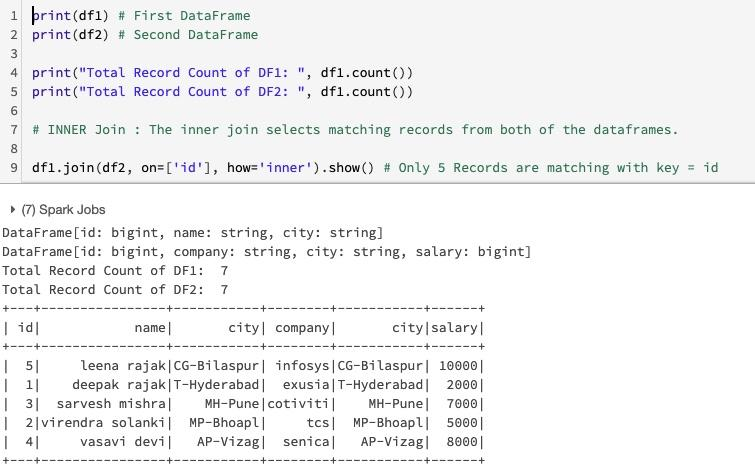 1 print(df1) # First DataFrame
2 print(df2) # Second DataFrame
3
4 print("Total Record Count of DF1: ", df1.count())
5 print("Total Record Count of DF2: ", df1.count())
6
7 # INNER Join : The inner join selects matching records from both of the dataframes.
8
9 df1.join(df2, on=['id'], how='inner').show() # Only 5 Records are matching with key = id
(7) Spark Jobs
DataFrame[id: bigint, name: string, city: string]
DataFrame[id: bigint, company: string, city: string, salary: bigint]
Total Record Count of DF1:  7
Total Record Count of DF2:  7
+---+----------------+-----------+--------+-----------+------+
| id|            name|       city| company|       city|salary|
+---+----------------+-----------+--------+-----------+------+
|  5|     leena rajak|CG-Bilaspur| infosys|CG-Bilaspur| 10000|
|  1|    deepak rajak|T-Hyderabad|  exusia|T-Hyderabad|  2000|
|  3|  sarvesh mishra|    MH-Pune|cotiviti|    MH-Pune|  7000|
|  2|virendra solanki|  MP-Bhoapl|     tcs|  MP-Bhoapl|  5000|
|  4|     vasavi devi|   AP-Vizag|  senica|   AP-Vizag|  8000|
+---+----------------+-----------+--------+-----------+------+